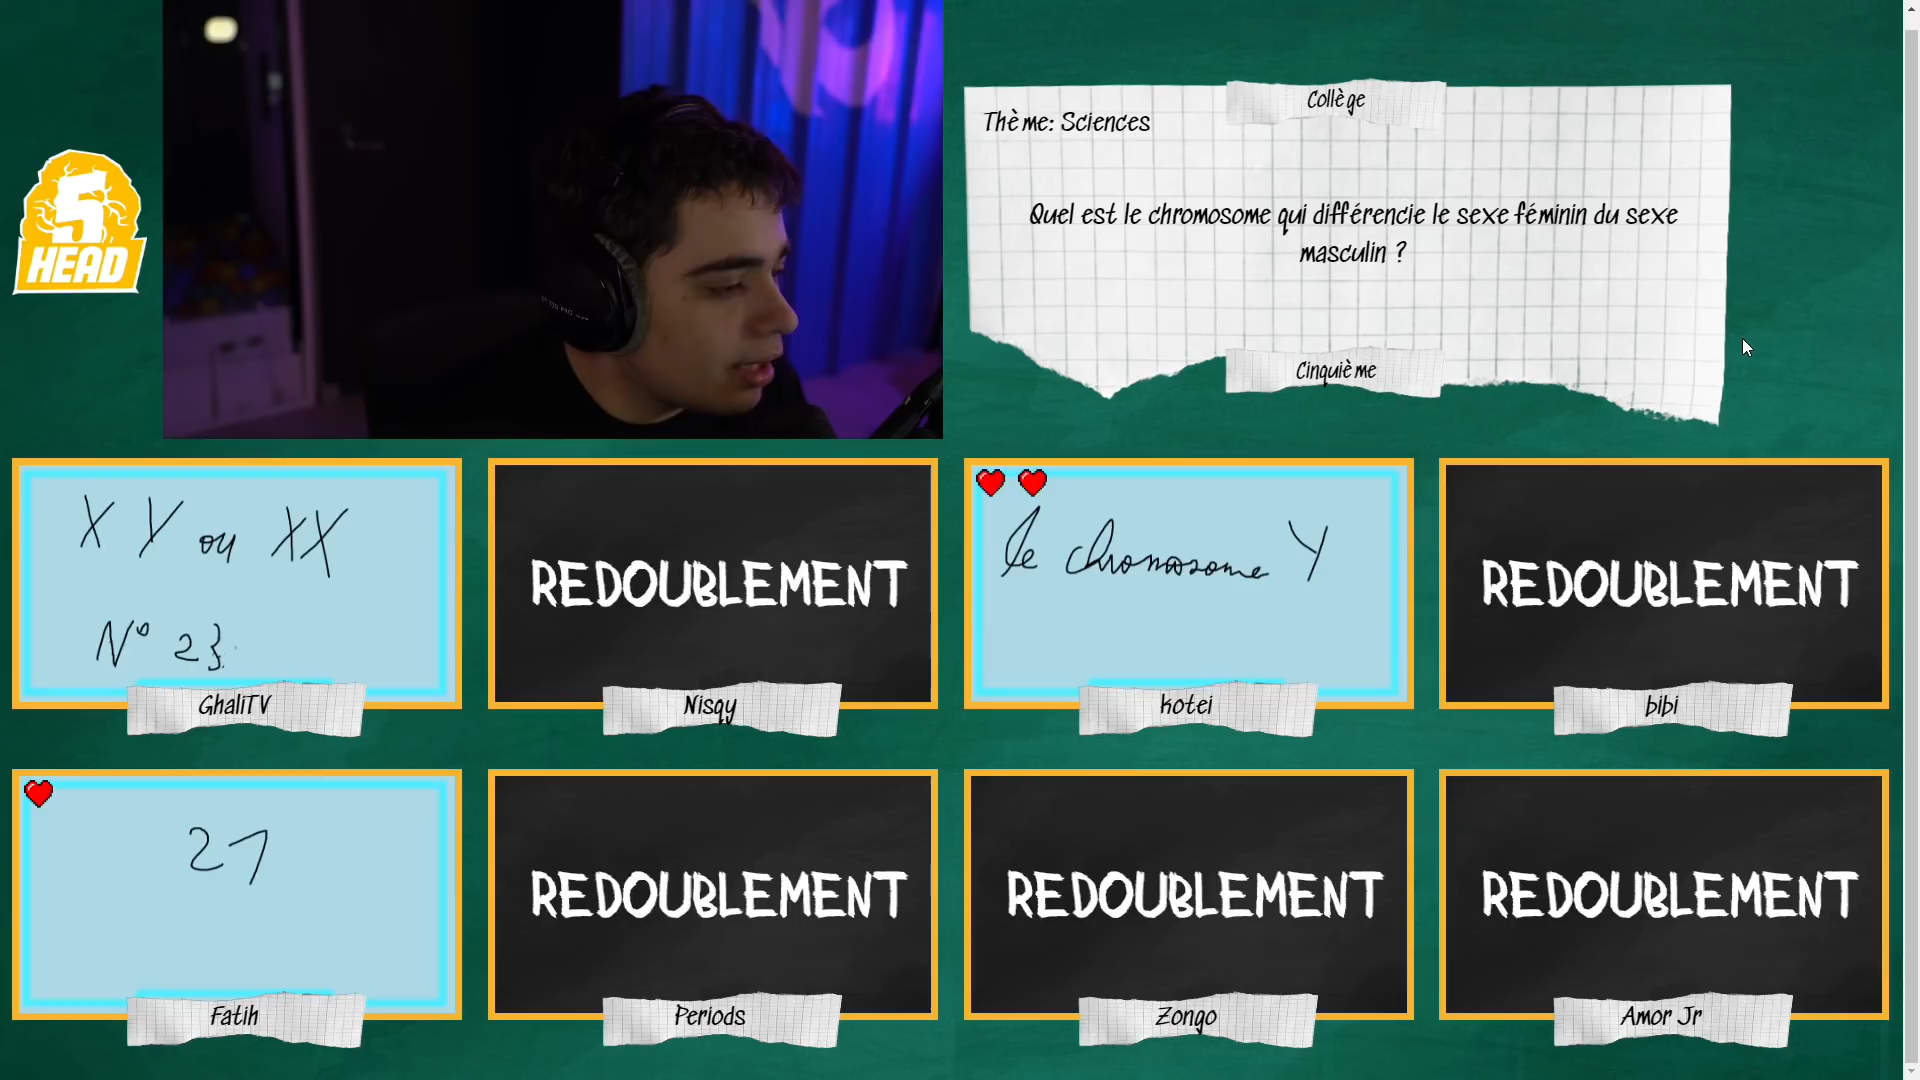 5
HEAD
Collège
Thème: Sciences
Quel est le chromosome qui différencie le sexe féminin du sexe
masculin ?
Cinquième
X Y ou XX
N° 23
GhaliTV
REDOUBLEMENT
Nisqy
le chromosome Y
kotei
REDOUBLEMENT
bibi
21
Fatih
REDOUBLEMENT
Periods
REDOUBLEMENT
Zongo
REDOUBLEMENT
Amor Jr